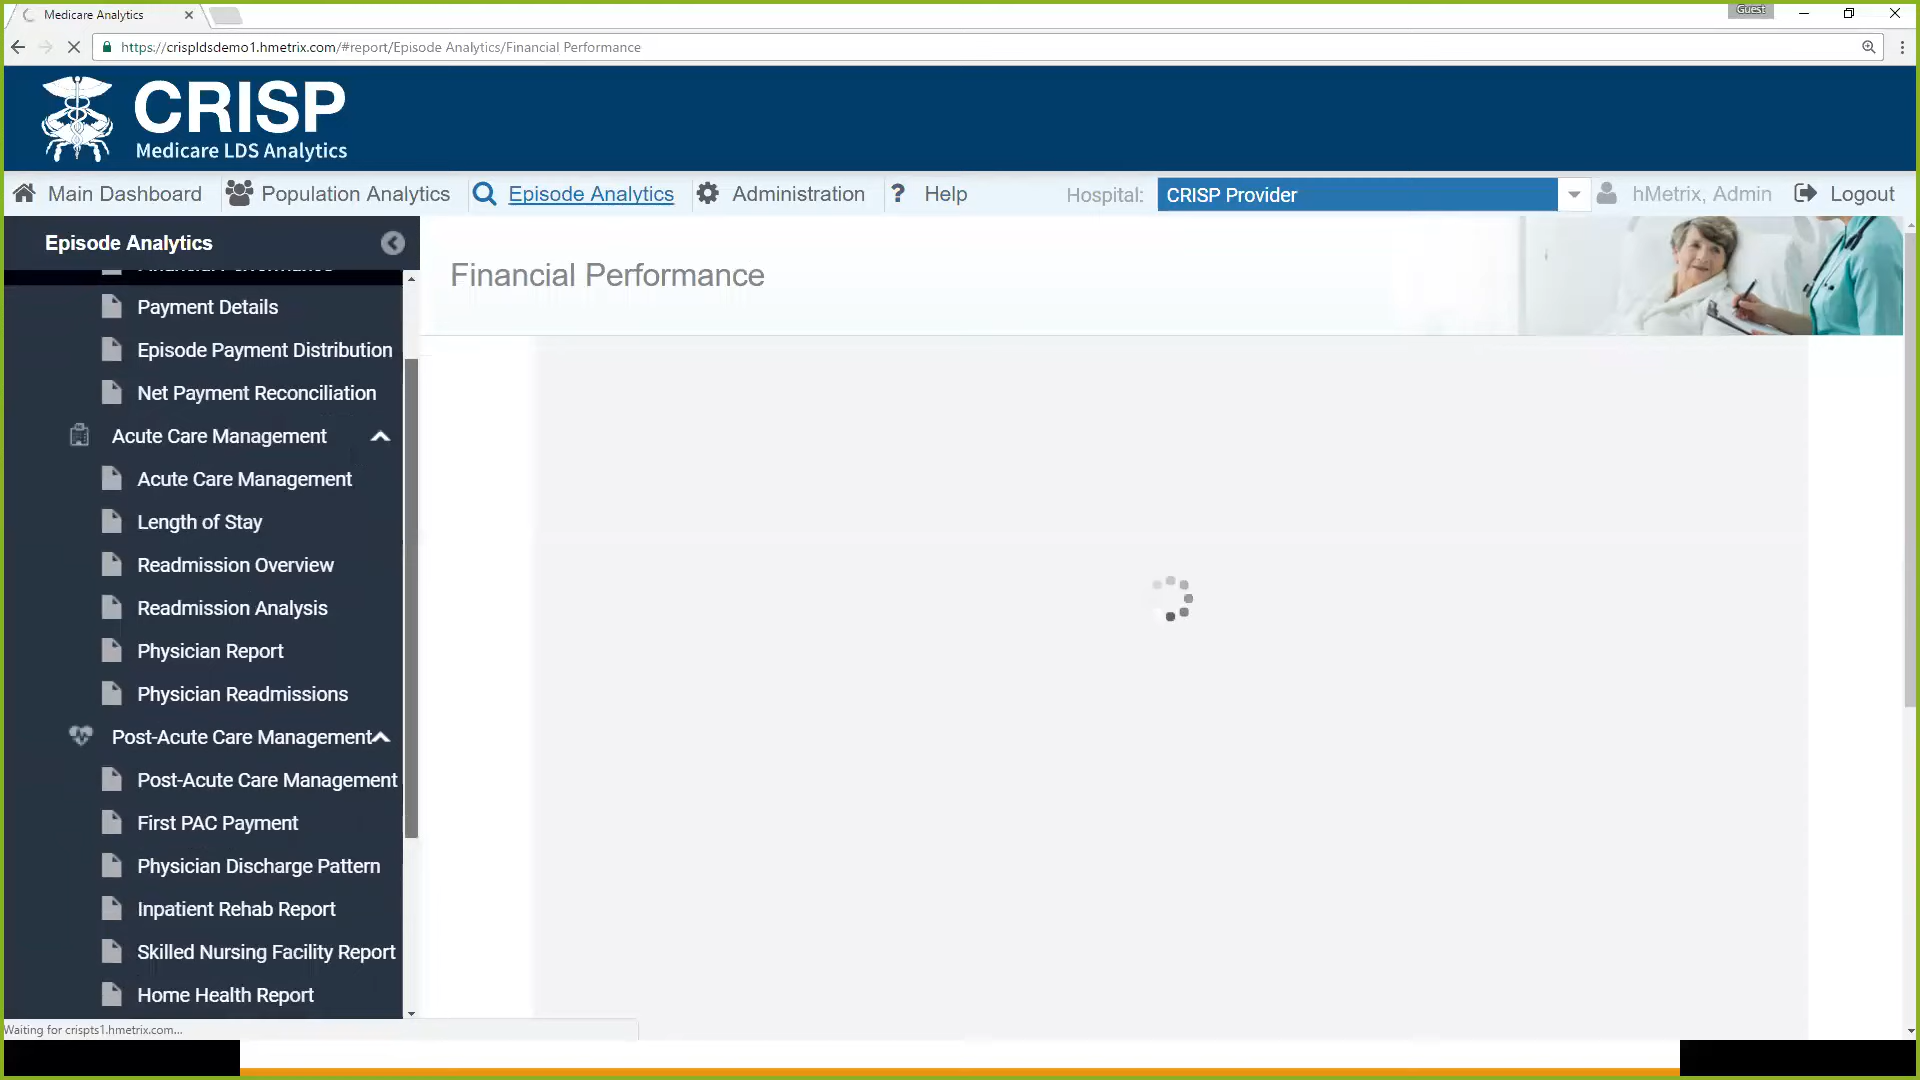 Medicare Analytics
Guest
https://crispldsdemo1.hmetrix.com/#report/Episode Analytics/Financial Performance
CRISP
Medicare LDS Analytics
Main Dashboard Population Analytics Episode Analytics Administration ? Help Hospital: CRISP Provider hMetrix, Admin Logout
Episode Analytics
Financial Performance
Financial Performance
Payment Details
Episode Payment Distribution
Net Payment Reconciliation
Acute Care Management
Acute Care Management
Length of Stay
Readmission Overview
Readmission Analysis
Physician Report
Physician Readmissions
Post-Acute Care Management
Post-Acute Care Management
First PAC Payment
Physician Discharge Pattern
Inpatient Rehab Report
Skilled Nursing Facility Report
Home Health Report
Waiting for crispts1.hmetrix.com...